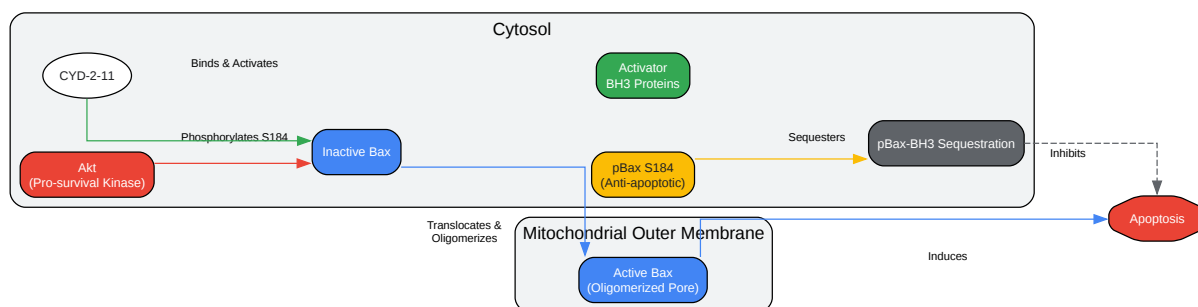 Cytosol
CYD-2-11
Binds & Activates
Activator
BH3 Proteins
Phosphorylates S184
Inactive Bax
Sequesters
pBax-BH3 Sequestration
Inhibits
Akt
(Pro-survival Kinase)
pBax S184
(Anti-apoptotic)
Translocates &
Oligomerizes
Mitochondrial Outer Membrane
Apoptosis
Active Bax
(Oligomerized Pore)
Induces